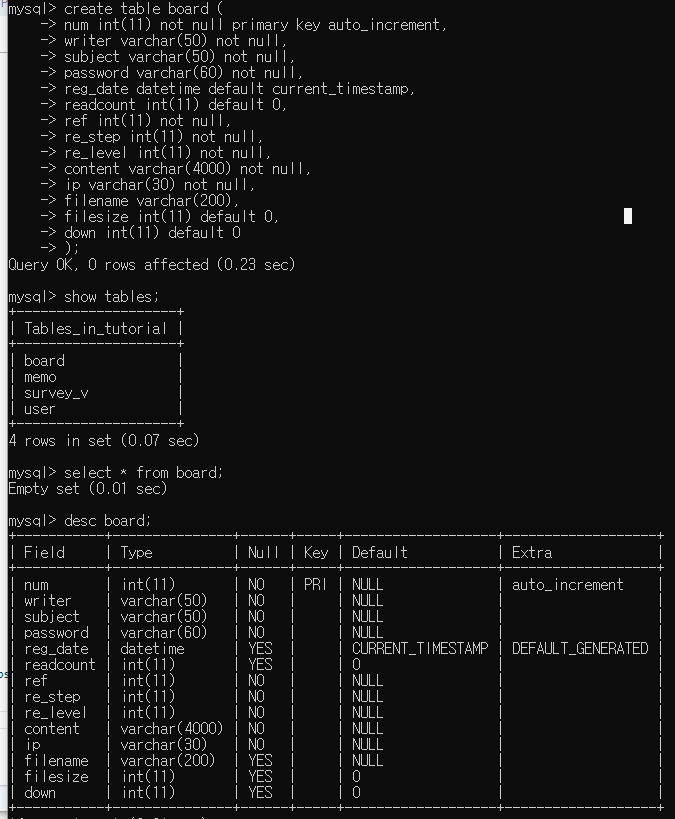 mysql> create table board (
    -> num int(11) not null primary key auto_increment,
    -> writer varchar(50) not null,
    -> subject varchar(50) not null,
    -> password varchar(60) not null,
    -> reg_date datetime default current_timestamp,
    -> readcount int(11) default 0,
    -> ref int(11) not null,
    -> re_step int(11) not null,
    -> re_level int(11) not null,
    -> content varchar(4000) not null,
    -> ip varchar(30) not null,
    -> filename varchar(200),
    -> filesize int(11) default 0,
    -> down int(11) default 0
    -> );
Query OK, 0 rows affected (0.23 sec)
mysql> show tables;
+--------------------+
| Tables_in_tutorial |
+--------------------+
| board              |
| memo               |
| survey_v           |
| user               |
+--------------------+
4 rows in set (0.07 sec)
mysql> select * from board;
Empty set (0.01 sec)
mysql> desc board;
+-----------+---------------+------+-----+-------------------+-------------------+
| Field     | Type          | Null | Key | Default           | Extra             |
+-----------+---------------+------+-----+-------------------+-------------------+
| num       | int(11)       | NO   | PRI | NULL              | auto_increment    |
| writer    | varchar(50)   | NO   |     | NULL              |                   |
| subject   | varchar(50)   | NO   |     | NULL              |                   |
| password  | varchar(60)   | NO   |     | NULL              |                   |
| reg_date  | datetime      | YES  |     | CURRENT_TIMESTAMP | DEFAULT_GENERATED |
| readcount | int(11)       | YES  |     | 0                 |                   |
| ref       | int(11)       | NO   |     | NULL              |                   |
| re_step   | int(11)       | NO   |     | NULL              |                   |
| re_level  | int(11)       | NO   |     | NULL              |                   |
| content   | varchar(4000) | NO   |     | NULL              |                   |
| ip        | varchar(30)   | NO   |     | NULL              |                   |
| filename  | varchar(200)  | YES  |     | NULL              |                   |
| filesize  | int(11)       | YES  |     | 0                 |                   |
| down      | int(11)       | YES  |     | 0                 |                   |
+-----------+---------------+------+-----+-------------------+-------------------+